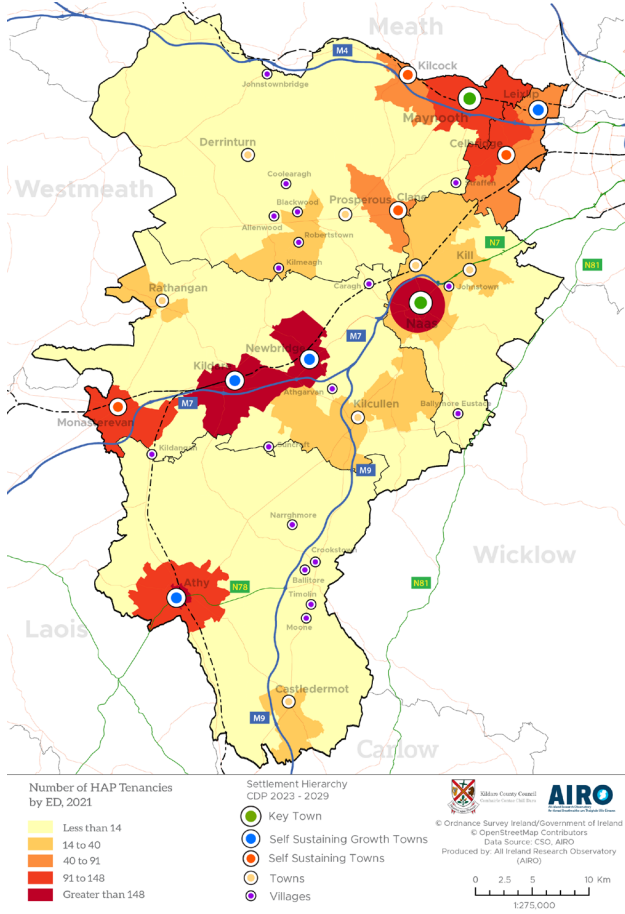 Meath
M4
Kilcock
Johnstownbridge
Leixlip
Maynooth
Derrinturn
Celbridge
Westmeath
Coolearagh
Straffan
Blackwood
Prosperous
Clane
Allenwood
Robertstown
N7
N81
Kilmeagh
Kill
Rathangan
Caragh
Johnstown
Naas
M7
Newbridge
Kildare
Athgarvan
M7
Kilcullen
Ballymore Eustace
Monasterevan
Kildangan
Suncroft
M9
Narrghmore
Crookstown
Wicklow
Ballitore
Athy
N78
N81
Timolin
Laois
Moone
Castledermot
M9
Carlow
Number of HAP Tenancies
by ED, 2021
Less than 14
14 to 40
40 to 91
91 to 148
Greater than 148
Settlement Hierarchy
CDP 2023 - 2029
Key Town
Self Sustaining Growth Towns
Self Sustaining Towns
Towns
Villages
Kildare County Council
AIRO
© Ordnance Survey Ireland/Government of Ireland
© OpenStreetMap Contributors
Data Source: CSO, AIRO
Produced by: All Ireland Research Observatory
(AIRO)
0 2.5 5 10 Km
1:275,000